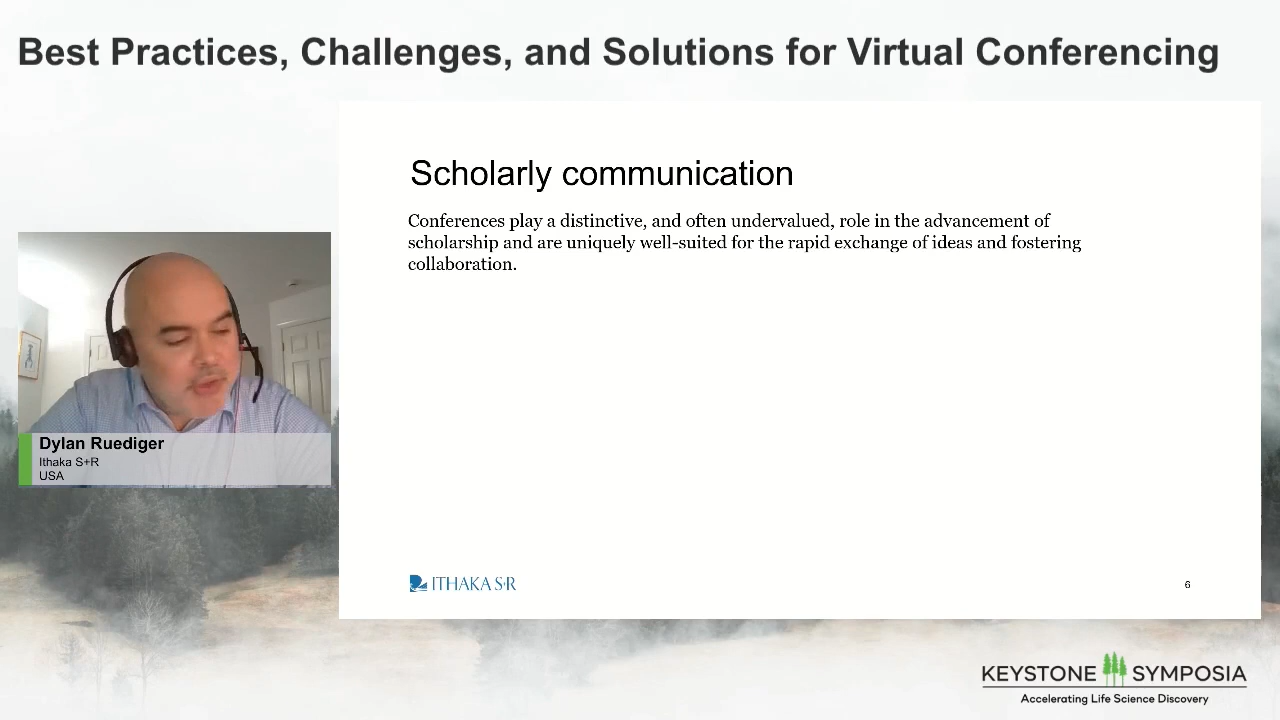 Best Practices, Challenges, and Solutions for Virtual Conferencing
Scholarly communication
Conferences play a distinctive, and often undervalued, role in the advancement of
scholarship and are uniquely well-suited for the rapid exchange of ideas and fostering
collaboration.
Dylan Ruediger
Ithaka S+R
USA
ITHAKA S·R
6
KEYSTONE SYMPOSIA
Accelerating Life Science Discovery